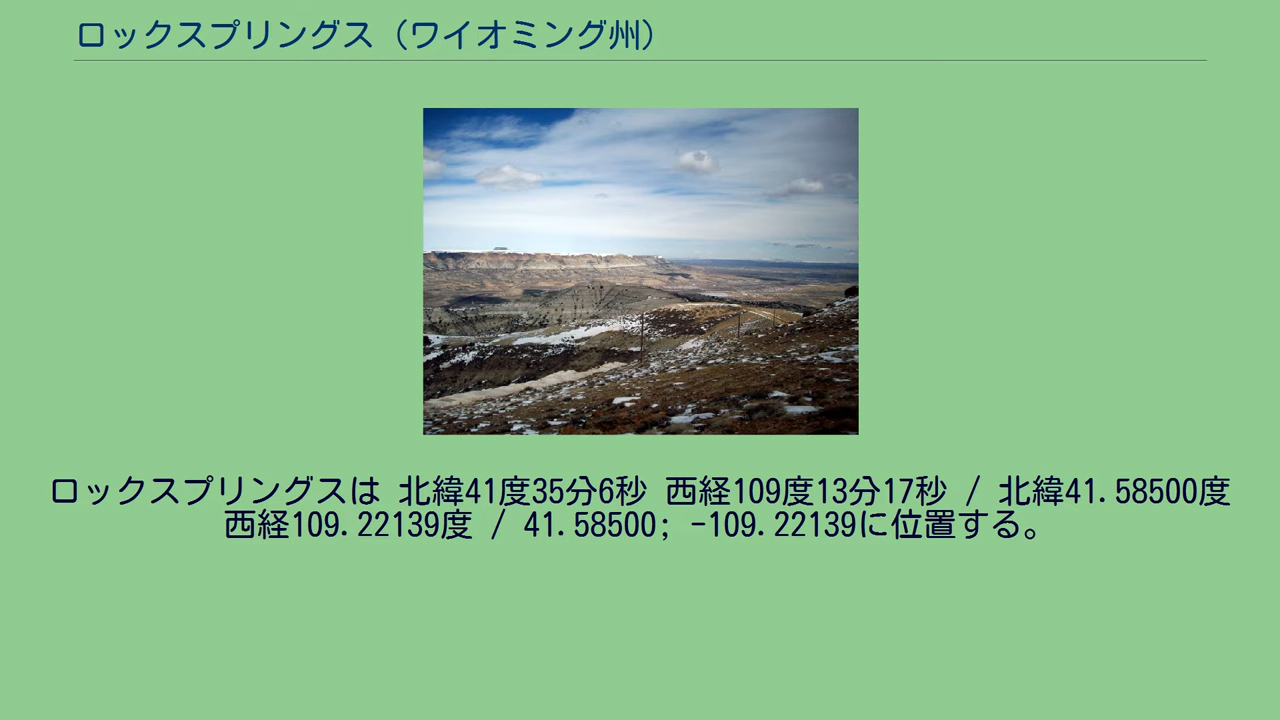 ロックスプリングス（ワイオミング州）
ロックスプリングスは 北緯41度35分6秒 西経109度13分17秒 / 北緯41.58500度
西経109.22139度 / 41.58500; -109.22139に位置する。